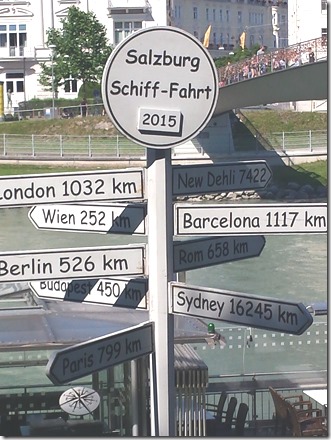 Salzburg
Schiff-Fahrt
2015
London 1032 km
New Dehli 7422
Wien 252 km
Barcelona 1117 km
Berlin 526 km
Rom 658 km
Budapest 450 km
Sydney 16245 km
Paris 799 km